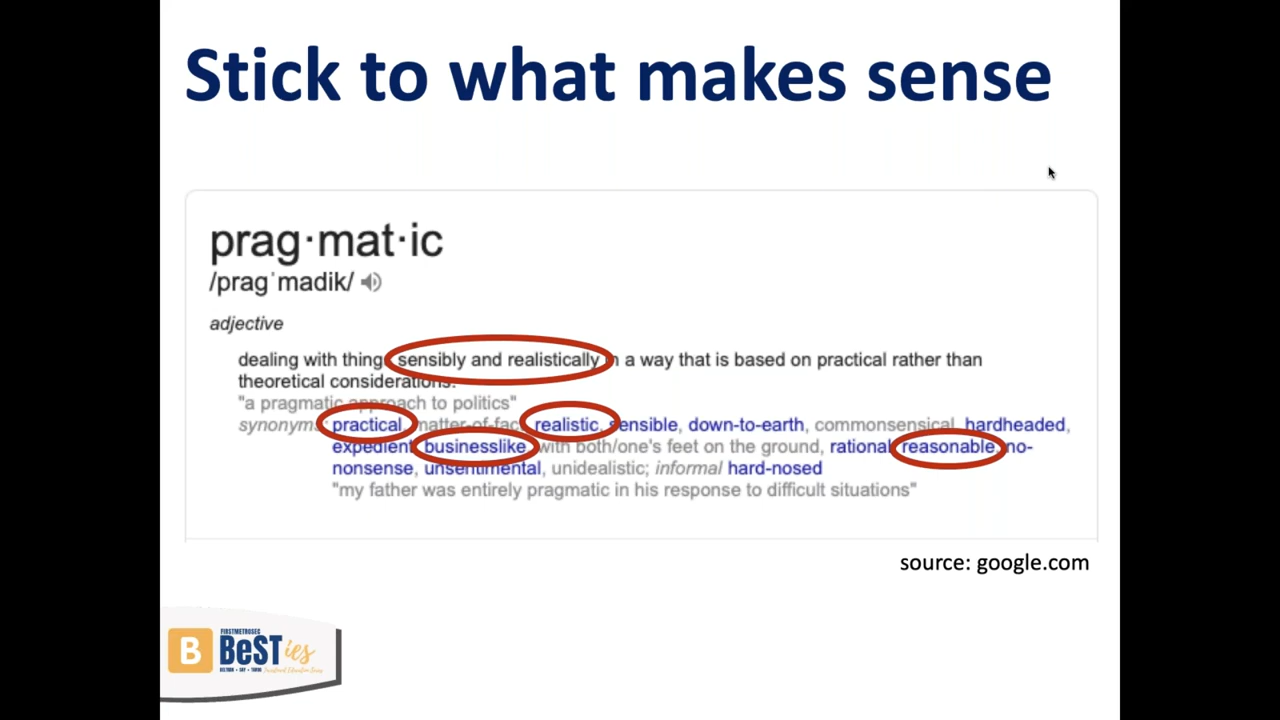 Stick to what makes sense
prag·mat·ic
/praɡˈmadik/
adjective
dealing with things sensibly and realistically in a way that is based on practical rather than
theoretical considerations.
"a pragmatic approach to politics"
synonyms: practical, matter-of-fact, realistic, sensible, down-to-earth, commonsensical, hardheaded,
expedient, businesslike, with both/one's feet on the ground, rational, reasonable, no-
nonsense, unsentimental, unidealistic; informal hard-nosed
"my father was entirely pragmatic in his response to difficult situations"
source: google.com
B
FIRSTMETROSEC
BeSTies